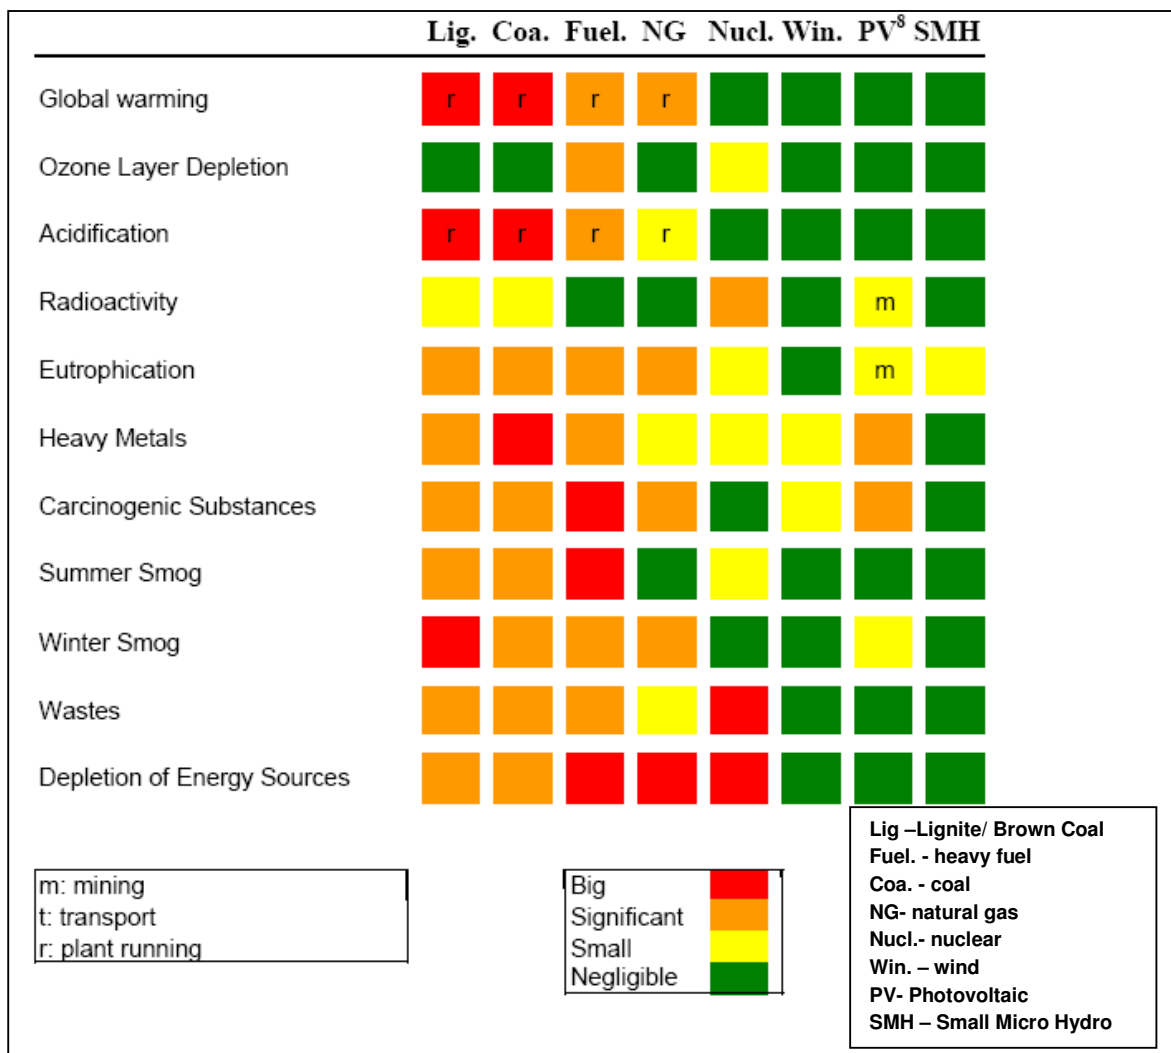 Lig. Coa. Fuel. NG Nucl. Win. PV8 SMH
Global warming r r r r
Ozone Layer Depletion
Acidification r r r r
Radioactivity m
Eutrophication m
Heavy Metals
Carcinogenic Substances
Summer Smog
Winter Smog
Wastes
Depletion of Energy Sources
m: mining
t: transport
r: plant running
Big
Significant
Small
Negligible
Lig –Lignite/ Brown Coal
Fuel. - heavy fuel
Coa. - coal
NG- natural gas
Nucl.- nuclear
Win. – wind
PV- Photovoltaic
SMH – Small Micro Hydro